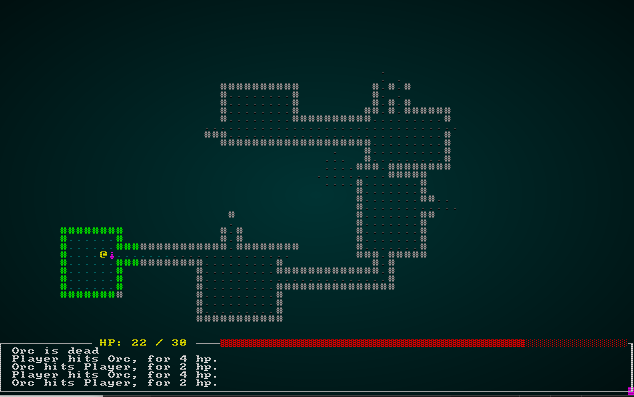 @
HP: 22 / 30
Orc is dead
Player hits Orc, for 4 hp.
Orc hits Player, for 2 hp.
Player hits Orc, for 4 hp.
Orc hits Player, for 2 hp.